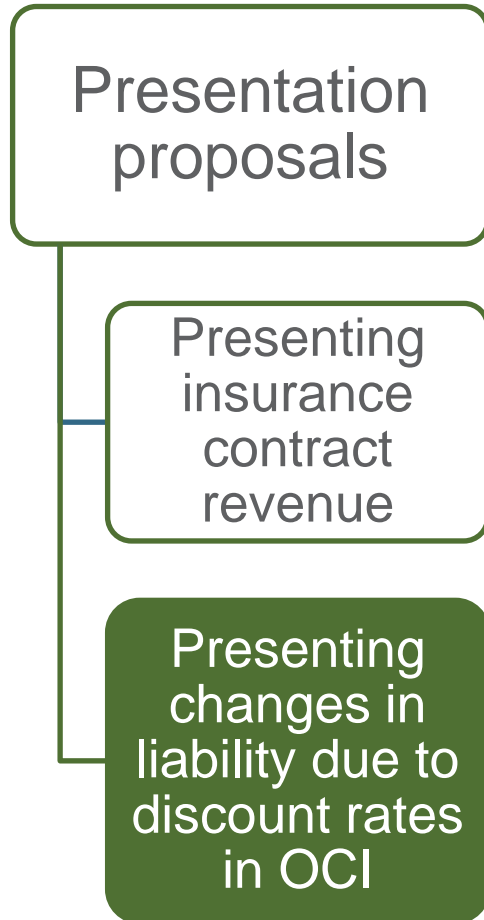 Presentation
proposals
Presenting
insurance
contract
revenue
Presenting
changes in
liability due to
discount rates
in OCI